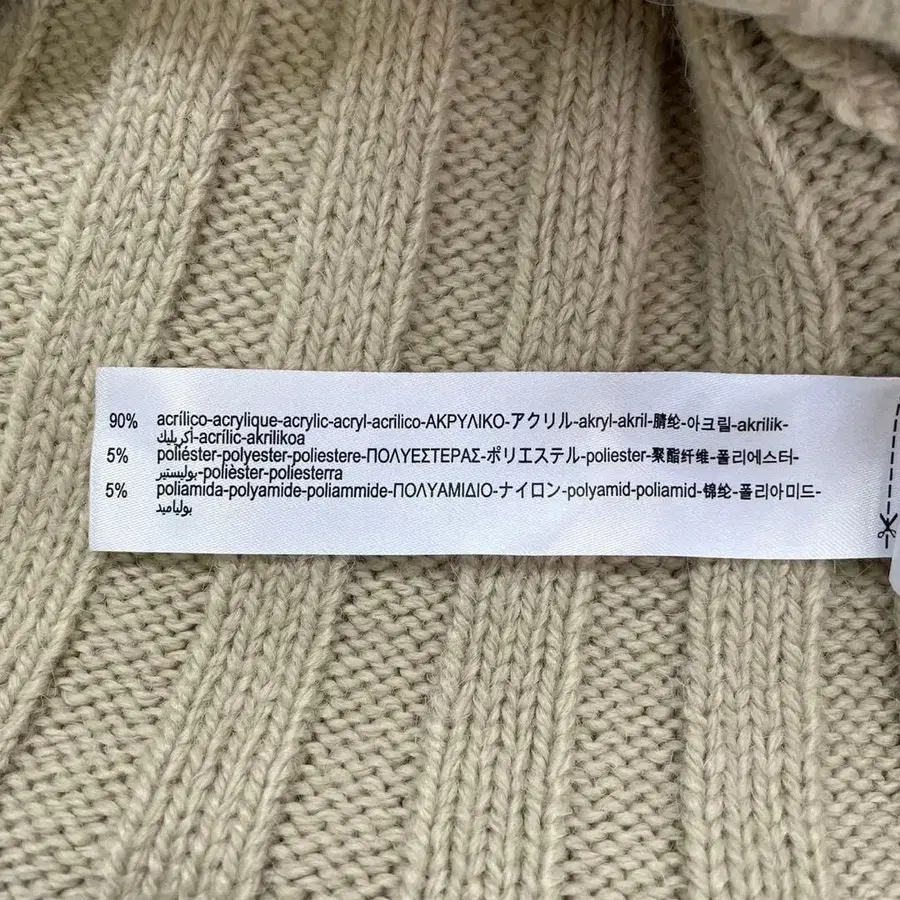 90% acrílico-acrylique-acrylic-acryl-acrilico-ΑΚΡΥΛΙΚΟ-アクリル-akryl-akril-腈纶-아크릴-akrilik-
أكريليك-acrílic-akrilikoa
5% poliéster-polyester-poliestere-ΠΟΛΥΕΣΤΕΡΑΣ-ポリエステル-poliester-聚酯纤维-폴리에스터-
بوليستير-polièster-poliesterra
5% poliamida-polyamide-poliammide-ΠΟΛΥΑΜΙΔΙΟ-ナイロン-polyamid-poliamid-锦纶-폴리아미드-
بولياميد